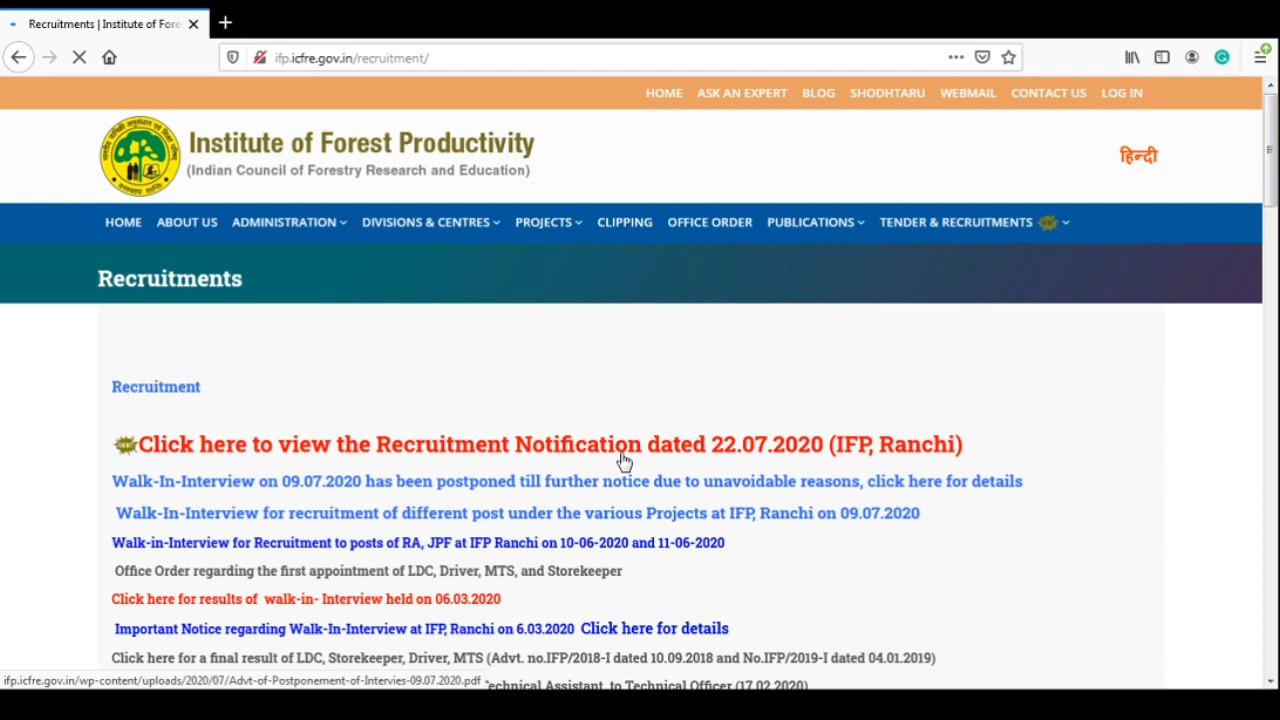 Recruitments | Institute of Fore
ifp.icfre.gov.in/recruitment/
HOME ASK AN EXPERT BLOG SHODHTARU WEBMAIL CONTACT US LOG IN
Institute of Forest Productivity
(Indian Council of Forestry Research and Education)
हिन्दी
HOME ABOUT US ADMINISTRATION DIVISIONS & CENTRES PROJECTS CLIPPING OFFICE ORDER PUBLICATIONS TENDER & RECRUITMENTS
Recruitments
Recruitment
Click here to view the Recruitment Notification dated 22.07.2020 (IFP, Ranchi)
Walk-In-Interview on 09.07.2020 has been postponed till further notice due to unavoidable reasons, click here for details
Walk-In-Interview for recruitment of different post under the various Projects at IFP, Ranchi on 09.07.2020
Walk-in-Interview for Recruitment to posts of RA, JPF at IFP Ranchi on 10-06-2020 and 11-06-2020
Office Order regarding the first appointment of LDC, Driver, MTS, and Storekeeper
Click here for results of walk-in- Interview held on 06.03.2020
Important Notice regarding Walk-In-Interview at IFP, Ranchi on 6.03.2020 Click here for details
Click here for a final result of LDC, Storekeeper, Driver, MTS (Advt. no.IFP/2018-I dated 10.09.2018 and No.IFP/2019-I dated 04.01.2019)
ifp.icfre.gov.in/wp-content/uploads/2020/07/Advt-of-Postponement-of-Intervies-09.07.2020.pdf
echnical Assistant to Technical Officer (17.02.2020)